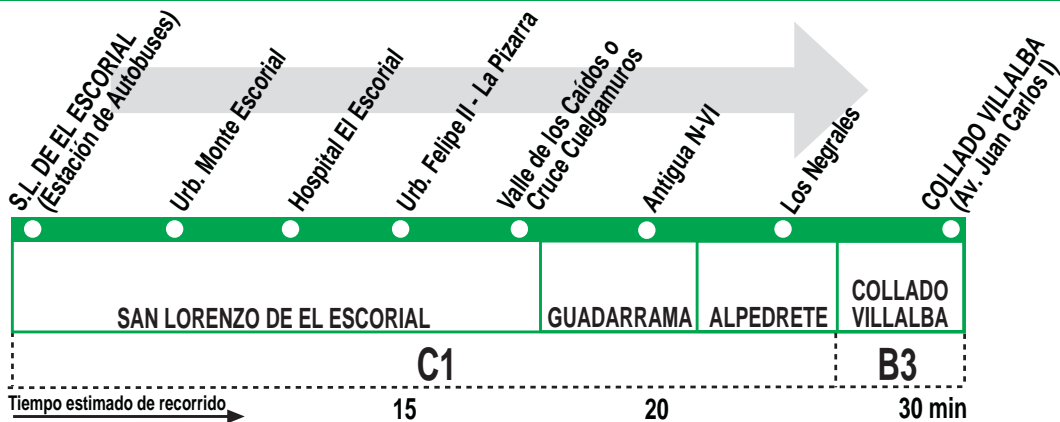 S.L. DE EL ESCORIAL
(Estación de Autobuses)
Urb. Monte Escorial
Hospital El Escorial
Urb. Felipe II - La Pizarra
Valle de los Caídos o
Cruce Cuelgamuros
Antigua N-VI
Los Negrales
COLLADO VILLALBA
(Av. Juan Carlos I)
SAN LORENZO DE EL ESCORIAL
GUADARRAMA
ALPEDRETE
COLLADO
VILLALBA
C1
B3
Tiempo estimado de recorrido
15
20
30 min